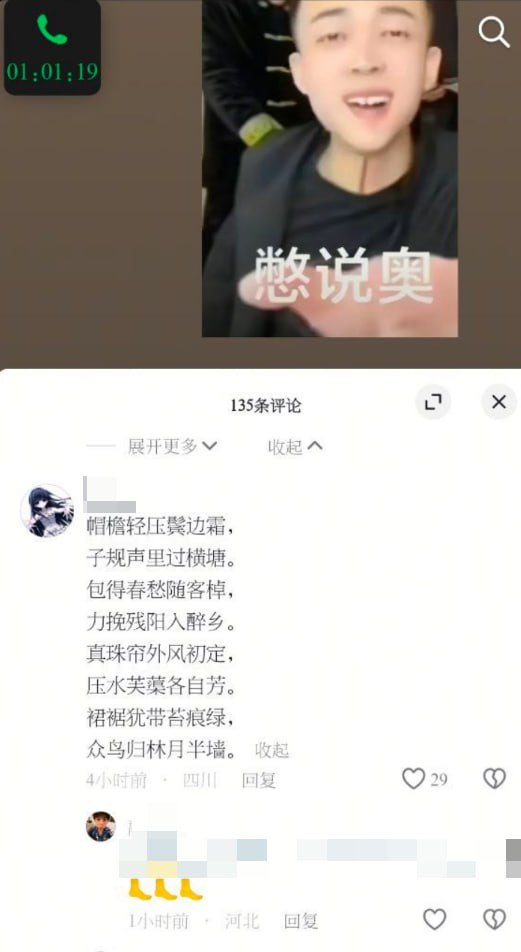 01:01:19
憋说奥
135条评论
展开更多
收起
帽檐轻压鬓边霜，
子规声里过横塘。
包得春愁随客棹，
力挽残阳入醉乡。
真珠帘外风初定，
压水芙蕖各自芳。
裙裾犹带苔痕绿，
众鸟归林月半墙。 收起
4小时前 · 四川 回复
29
1小时前 · 河北 回复